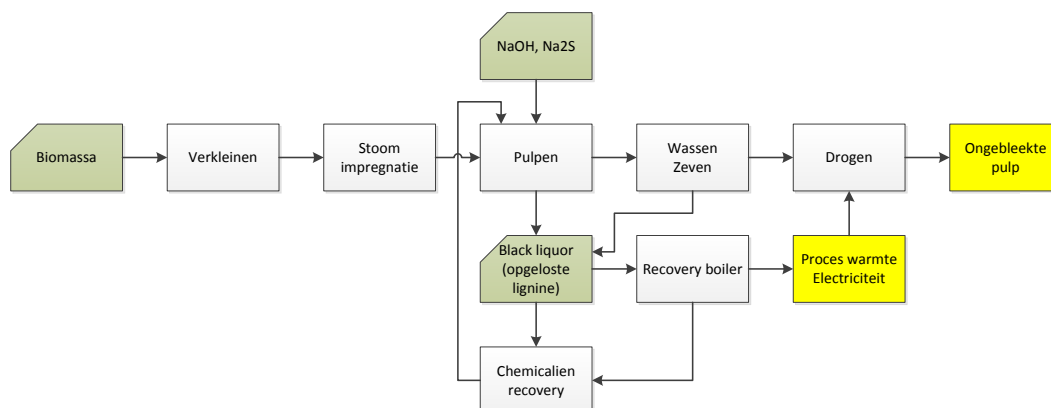 NaOH, Na2S
Biomassa
Verkleinen
Stoom
impregnatie
Pulpen
Wassen
Zeven
Drogen
Ongebleekte
pulp
Black liquor
(opgeloste
lignine)
Recovery boiler
Proces warmte
Electriciteit
Chemicalien
recovery